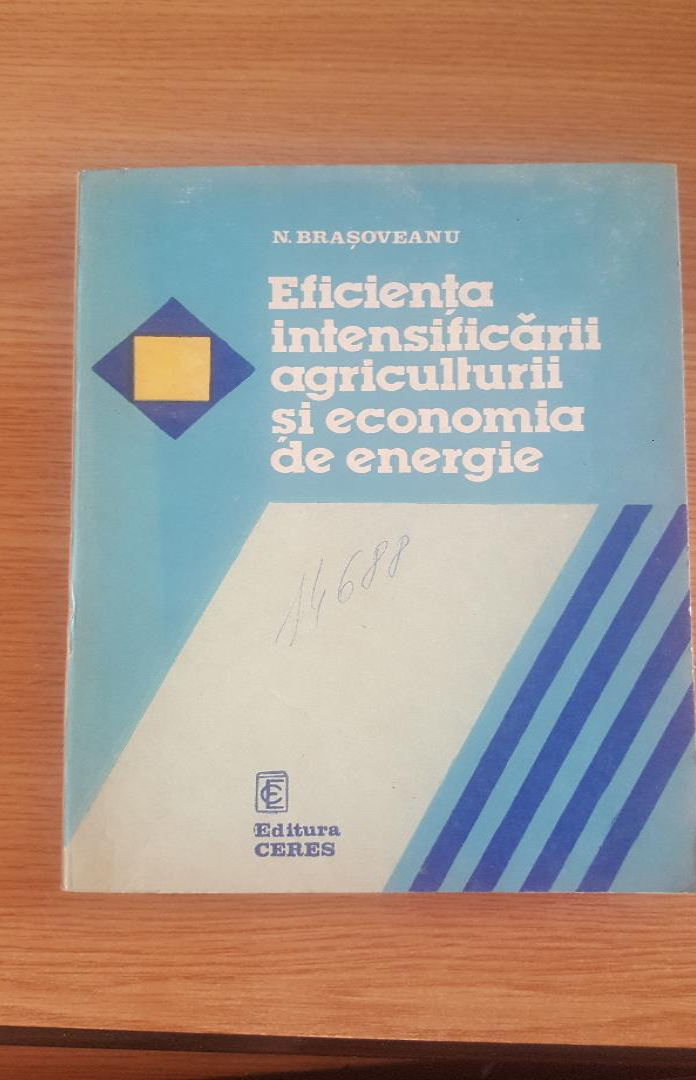 N. BRAȘOVEANU
Eficiența
intensificării
agriculturii
și economia
de energie
14688
CE
Editura
CERES